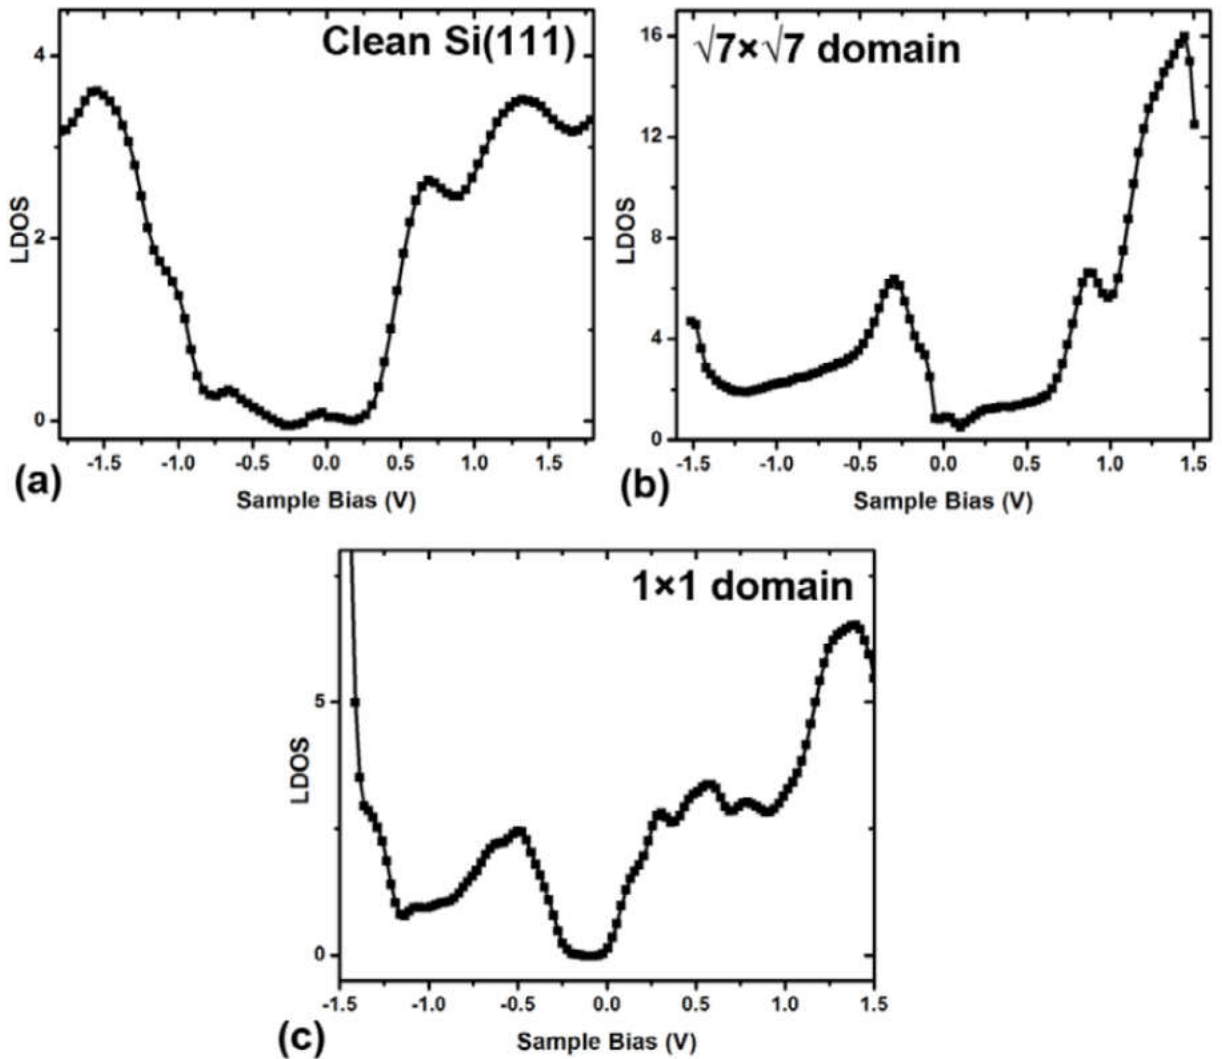 Clean Si(111)
4
2
0
LDOS
-1.5 -1.0 -0.5 0.0 0.5 1.0 1.5
Sample Bias (V)
(a)
√7×√7 domain
16
12
8
4
0
LDOS
-1.5 -1.0 -0.5 0.0 0.5 1.0 1.5
Sample Bias (V)
(b)
1×1 domain
5
0
LDOS
-1.5 -1.0 -0.5 0.0 0.5 1.0 1.5
Sample Bias (V)
(c)